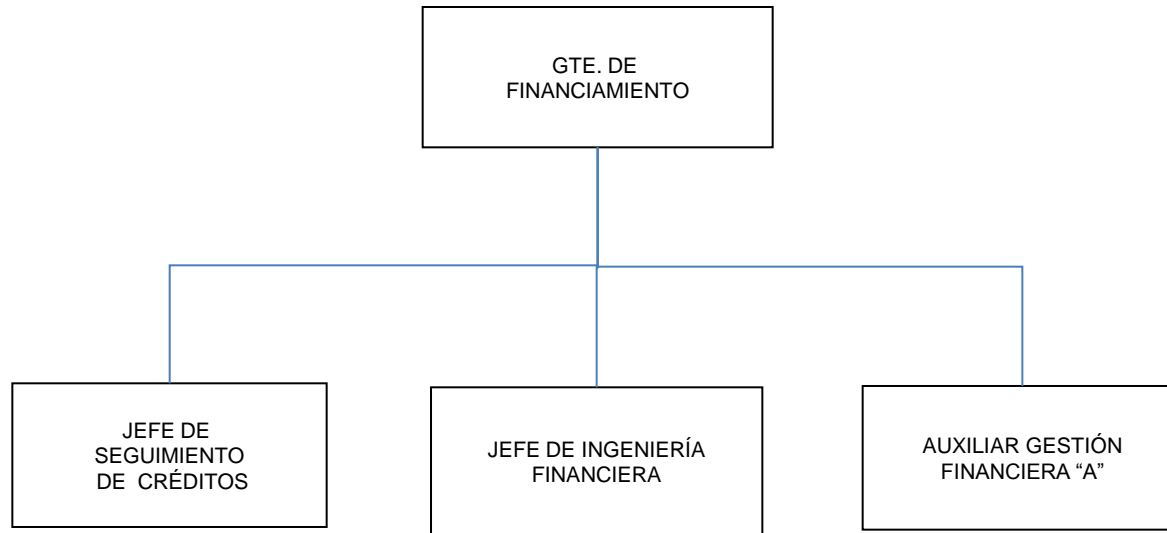 GTE. DE
FINANCIAMIENTO
JEFE DE
SEGUIMIENTO
DE CRÉDITOS
JEFE DE INGENIERÍA
FINANCIERA
AUXILIAR GESTIÓN
FINANCIERA “A”